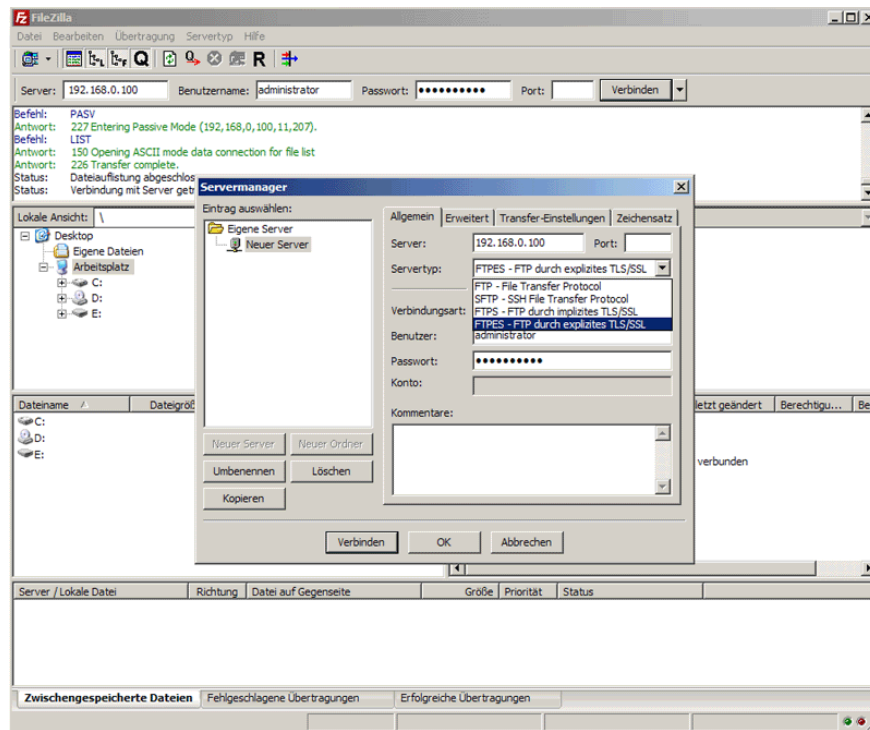 FileZilla
Datei Bearbeiten Übertragung Servertyp Hilfe
Server: 192.168.0.100 Benutzername: administrator Passwort: ●●●●●●●●●● Port: Verbinden
Befehl: PASV
Antwort: 227 Entering Passive Mode (192,168,0,100,11,207).
Befehl: LIST
Antwort: 150 Opening ASCII mode data connection for file list
Antwort: 226 Transfer complete.
Status: Dateiauflistung abgeschlos
Status: Verbindung mit Server getr
Lokale Ansicht: \
Desktop
Eigene Dateien
Arbeitsplatz
C:
D:
E:
Dateiname Dateigröß
C:
D:
E:
letzt geändert Berechtigu... Be
verbunden
Servermanager
Eintrag auswählen:
Eigene Server
Neuer Server
Neuer Server Neuer Ordner
Umbenennen Löschen
Kopieren
Allgemein Erweitert Transfer-Einstellungen Zeichensatz
Server: 192.168.0.100 Port:
Servertyp: FTPES - FTP durch explizites TLS/SSL
FTP - File Transfer Protocol
SFTP - SSH File Transfer Protocol
Verbindungsart: FTPS - FTP durch implizites TLS/SSL
FTPES - FTP durch explizites TLS/SSL
Benutzer: administrator
Passwort: ●●●●●●●●●●
Konto:
Kommentare:
Verbinden OK Abbrechen
Server / Lokale Datei Richtung Datei auf Gegenseite Größe Priorität Status
Zwischengespeicherte Dateien Fehlgeschlagene Übertragungen Erfolgreiche Übertragungen